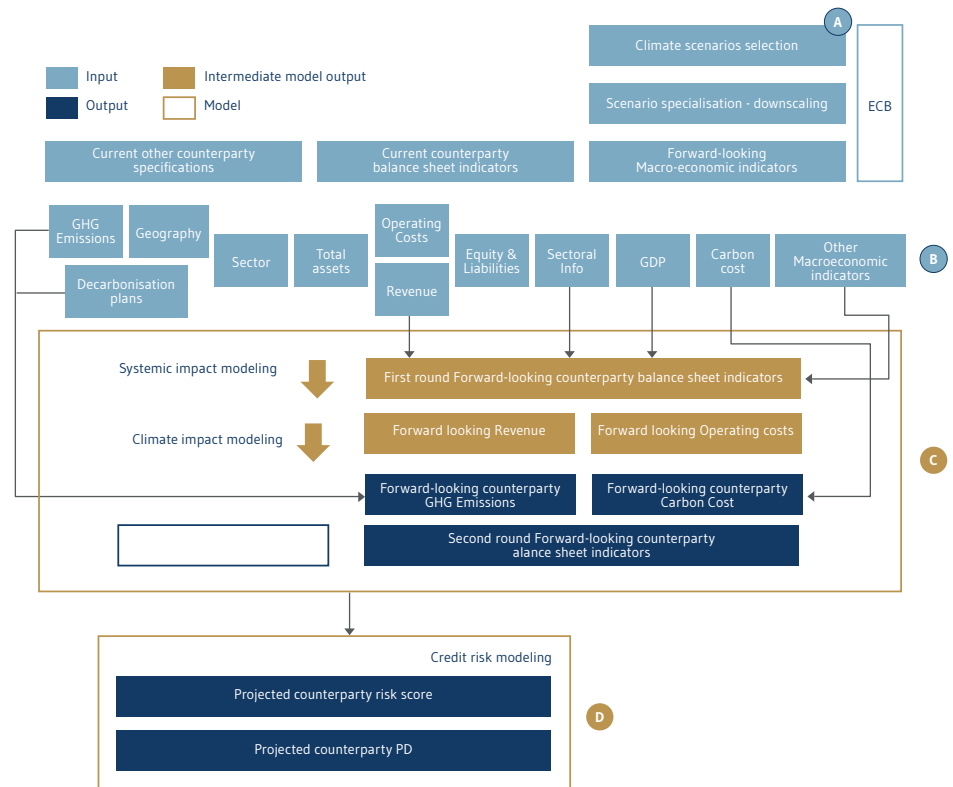 A
Climate scenarios selection
Input
Intermediate model output
Output
Model
Scenario specialisation - downscaling
ECB
Current other counterparty
specifications
Current counterparty
balance sheet indicators
Forward-looking
Macro-economic indicators
GHG
Emissions
Geography
Decarbonisation
plans
Sector
Total
assets
Operating
Costs
Revenue
Equity &
Liabilities
Sectoral
Info
GDP
Carbon
cost
Other
Macroeconomic
indicators
B
Systemic impact modeling
First round Forward-looking counterparty balance sheet indicators
Climate impact modeling
Forward looking Revenue
Forward looking Operating costs
C
Forward-looking counterparty
GHG Emissions
Forward-looking counterparty
Carbon Cost
Second round Forward-looking counterparty
alance sheet indicators
Credit risk modeling
Projected counterparty risk score
D
Projected counterparty PD